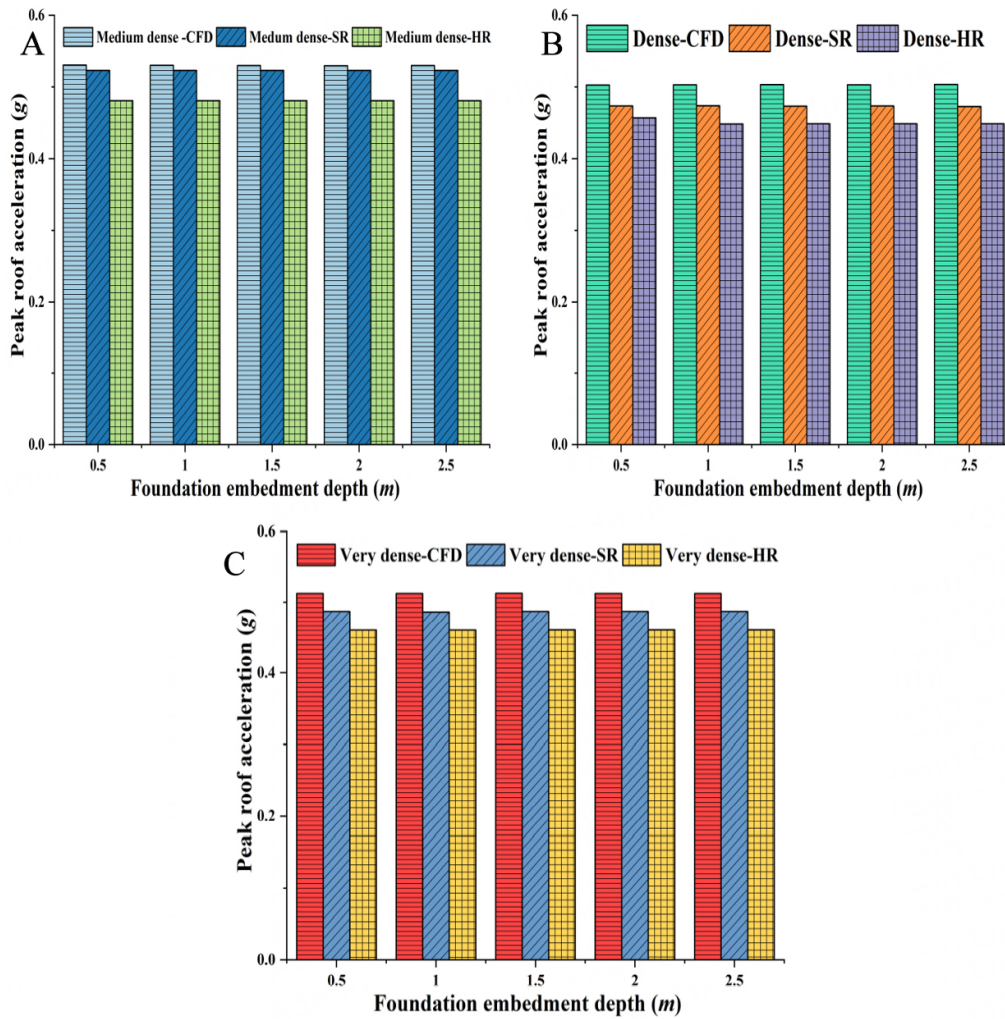 A
Medium dense -CFD Medum dense-SR Medium dense-HR
0.6
0.4
0.2
0.0
Peak roof acceleration (g)
0.5 1 1.5 2 2.5
Foundation embedment depth (m)
B
Dense-CFD Dense-SR Dense-HR
0.6
0.4
0.2
0.0
Peak roof acceleration (g)
0.5 1 1.5 2 2.5
Foundation embedment depth (m)
C
Very dense-CFD Very dense-SR Very dense-HR
0.6
0.4
0.2
0.0
Peak roof acceleration (g)
0.5 1 1.5 2 2.5
Foundation embedment depth (m)